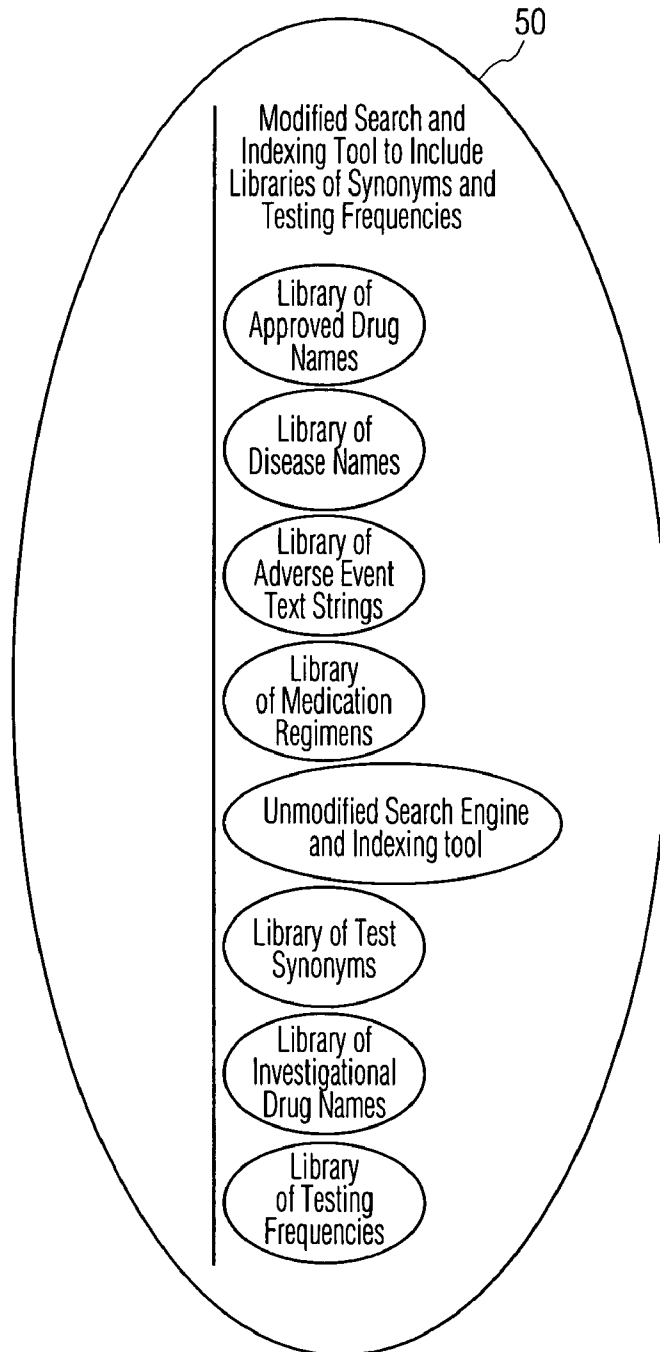 50
Modified Search and
Indexing Tool to Include
Libraries of Synonyms and
Testing Frequencies
Library of
Approved Drug
Names
Library of
Disease Names
Library of
Adverse Event
Text Strings
Library
of Medication
Regimens
Unmodified Search Engine
and Indexing tool
Library of Test
Synonyms
Library of
Investigational
Drug Names
Library
of Testing
Frequencies